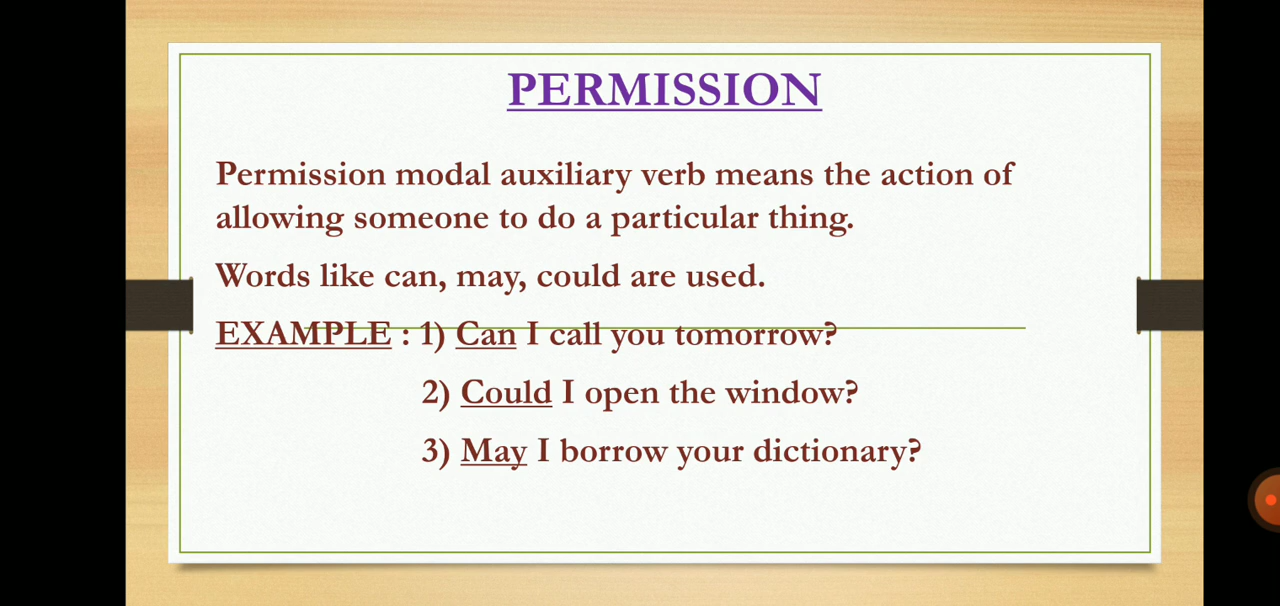 PERMISSION
Permission modal auxiliary verb means the action of
allowing someone to do a particular thing.
Words like can, may, could are used.
EXAMPLE : 1) Can I call you tomorrow?
2) Could I open the window?
3) May I borrow your dictionary?